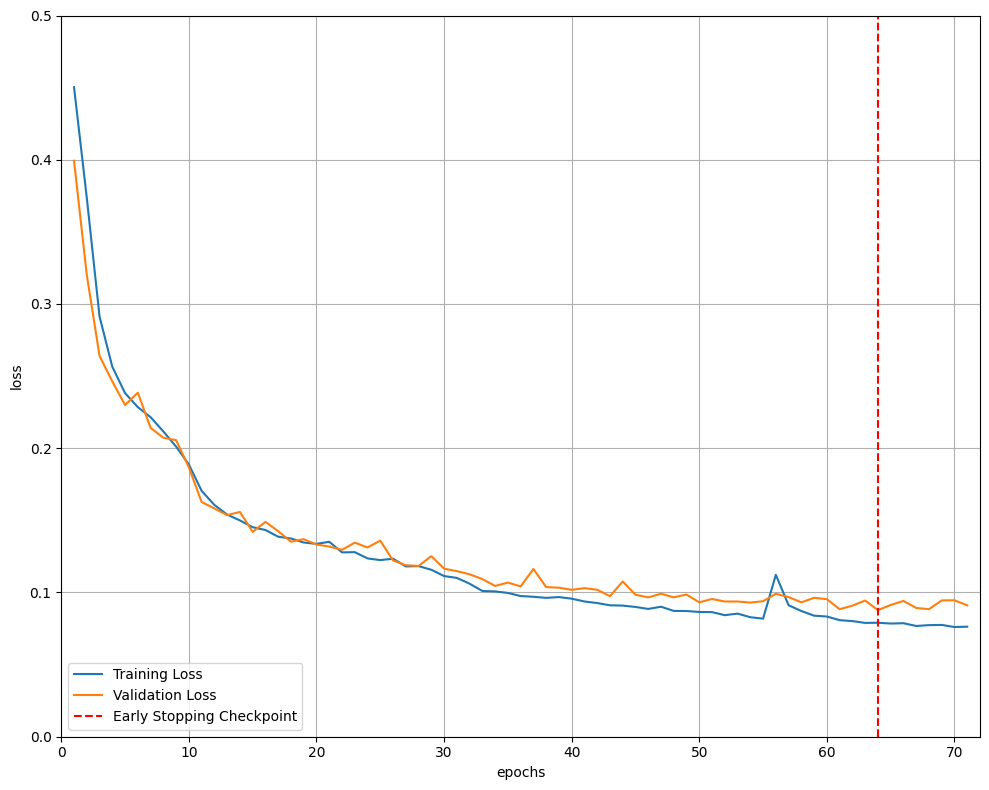 0.5
0.4
0.3
0.2
0.1
0.0
loss
Training Loss
Validation Loss
Early Stopping Checkpoint
0 10 20 30 40 50 60 70
epochs